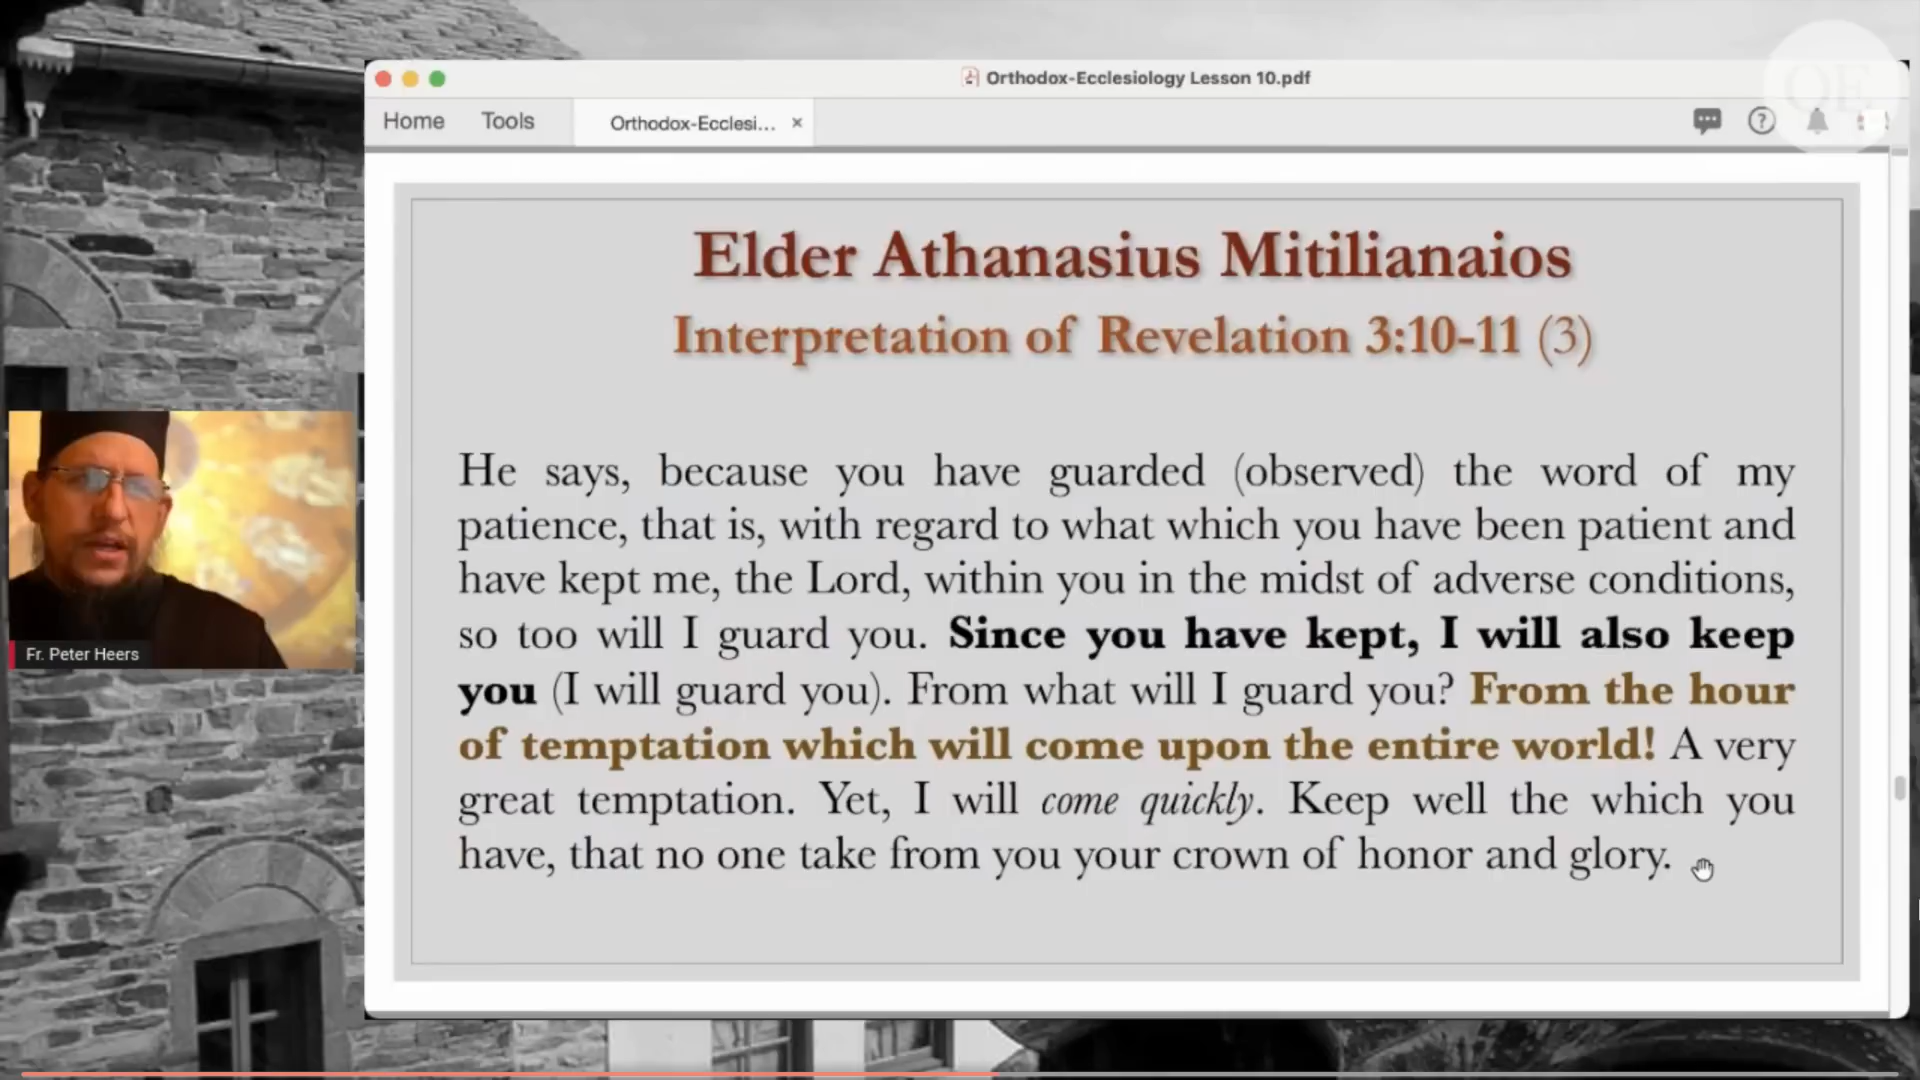 OE
Orthodox-Ecclesiology Lesson 10.pdf
Home Tools Orthodox-Ecclesi... ×
Elder Athanasius Mitilianaios
Interpretation of Revelation 3:10-11 (3)
He says, because you have guarded (observed) the word of my
patience, that is, with regard to what which you have been patient and
have kept me, the Lord, within you in the midst of adverse conditions,
so too will I guard you. Since you have kept, I will also keep
you (I will guard you). From what will I guard you? From the hour
of temptation which will come upon the entire world! A very
great temptation. Yet, I will come quickly. Keep well the which you
have, that no one take from you your crown of honor and glory.
Fr. Peter Heers